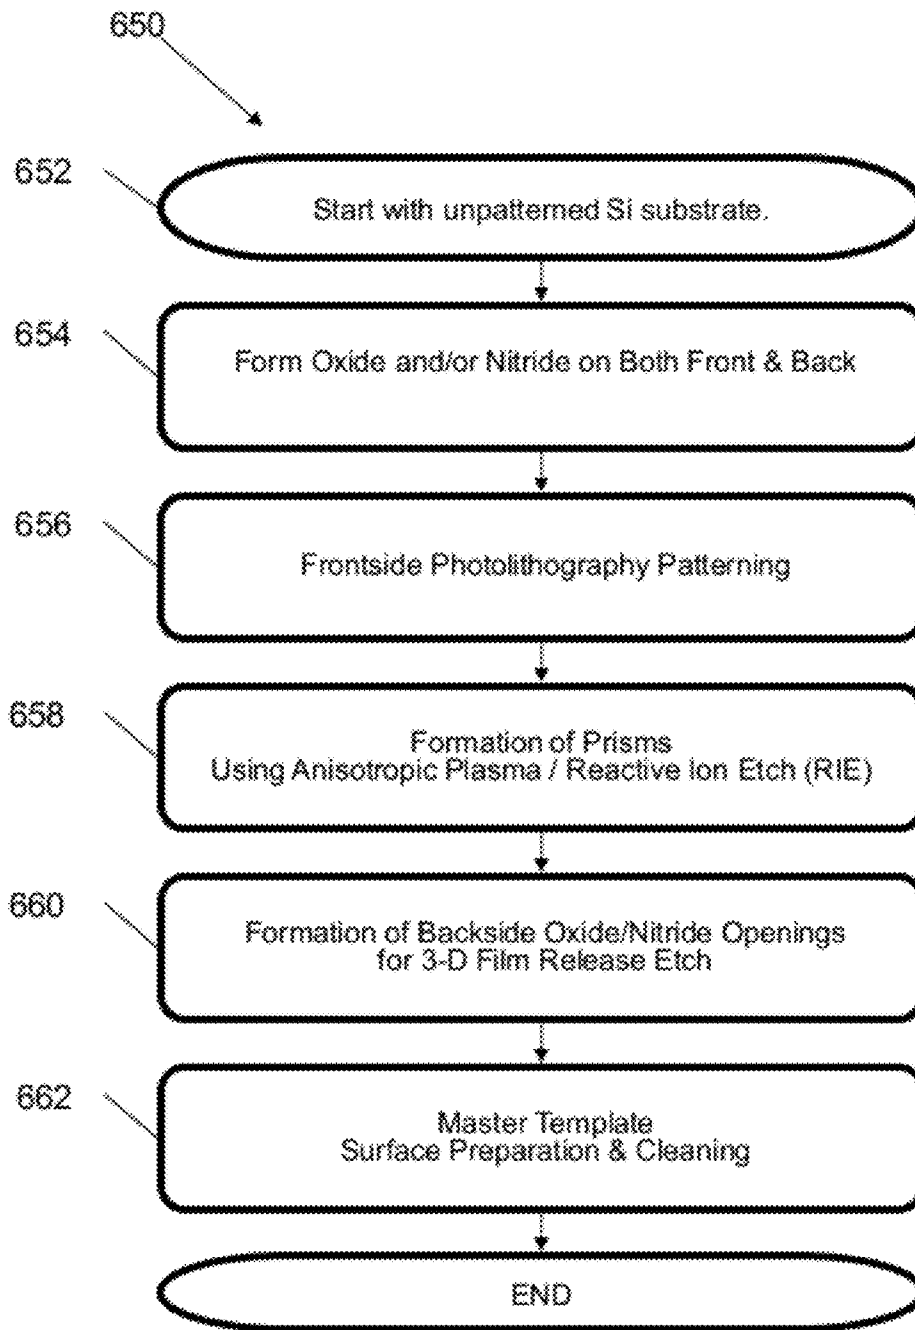 650
652
Start with unpatterned Si substrate.
654
Form Oxide and/or Nitride on Both Front & Back
656
Frontside Photolithography Patterning
658
Formation of Prisms
Using Anisotropic Plasma / Reactive Ion Etch (RIE)
660
Formation of Backside Oxide/Nitride Openings
for 3-D Film Release Etch
662
Master Template
Surface Preparation & Cleaning
END